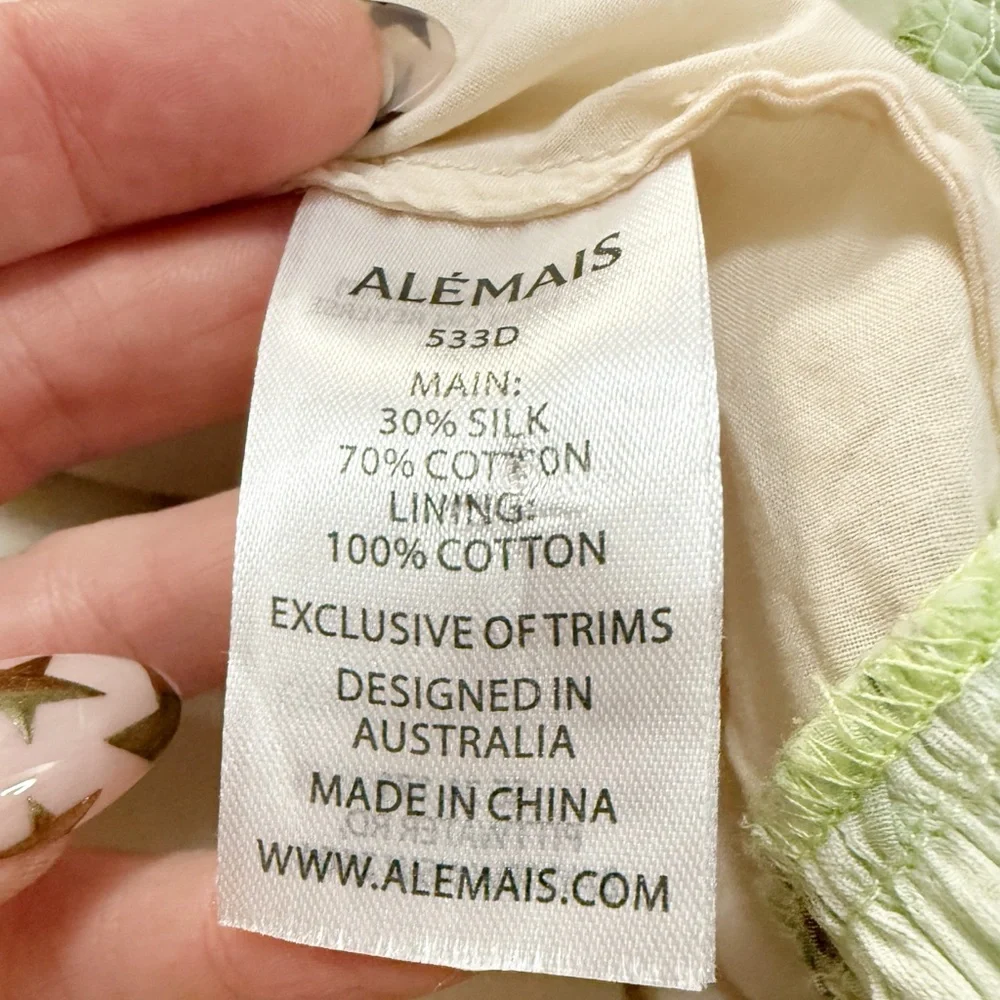 ALÉMAIS
533D
MAIN:
30% SILK
70% COTTON
LINING:
100% COTTON
EXCLUSIVE OF TRIMS
DESIGNED IN
AUSTRALIA
MADE IN CHINA
WWW.ALEMAIS.COM